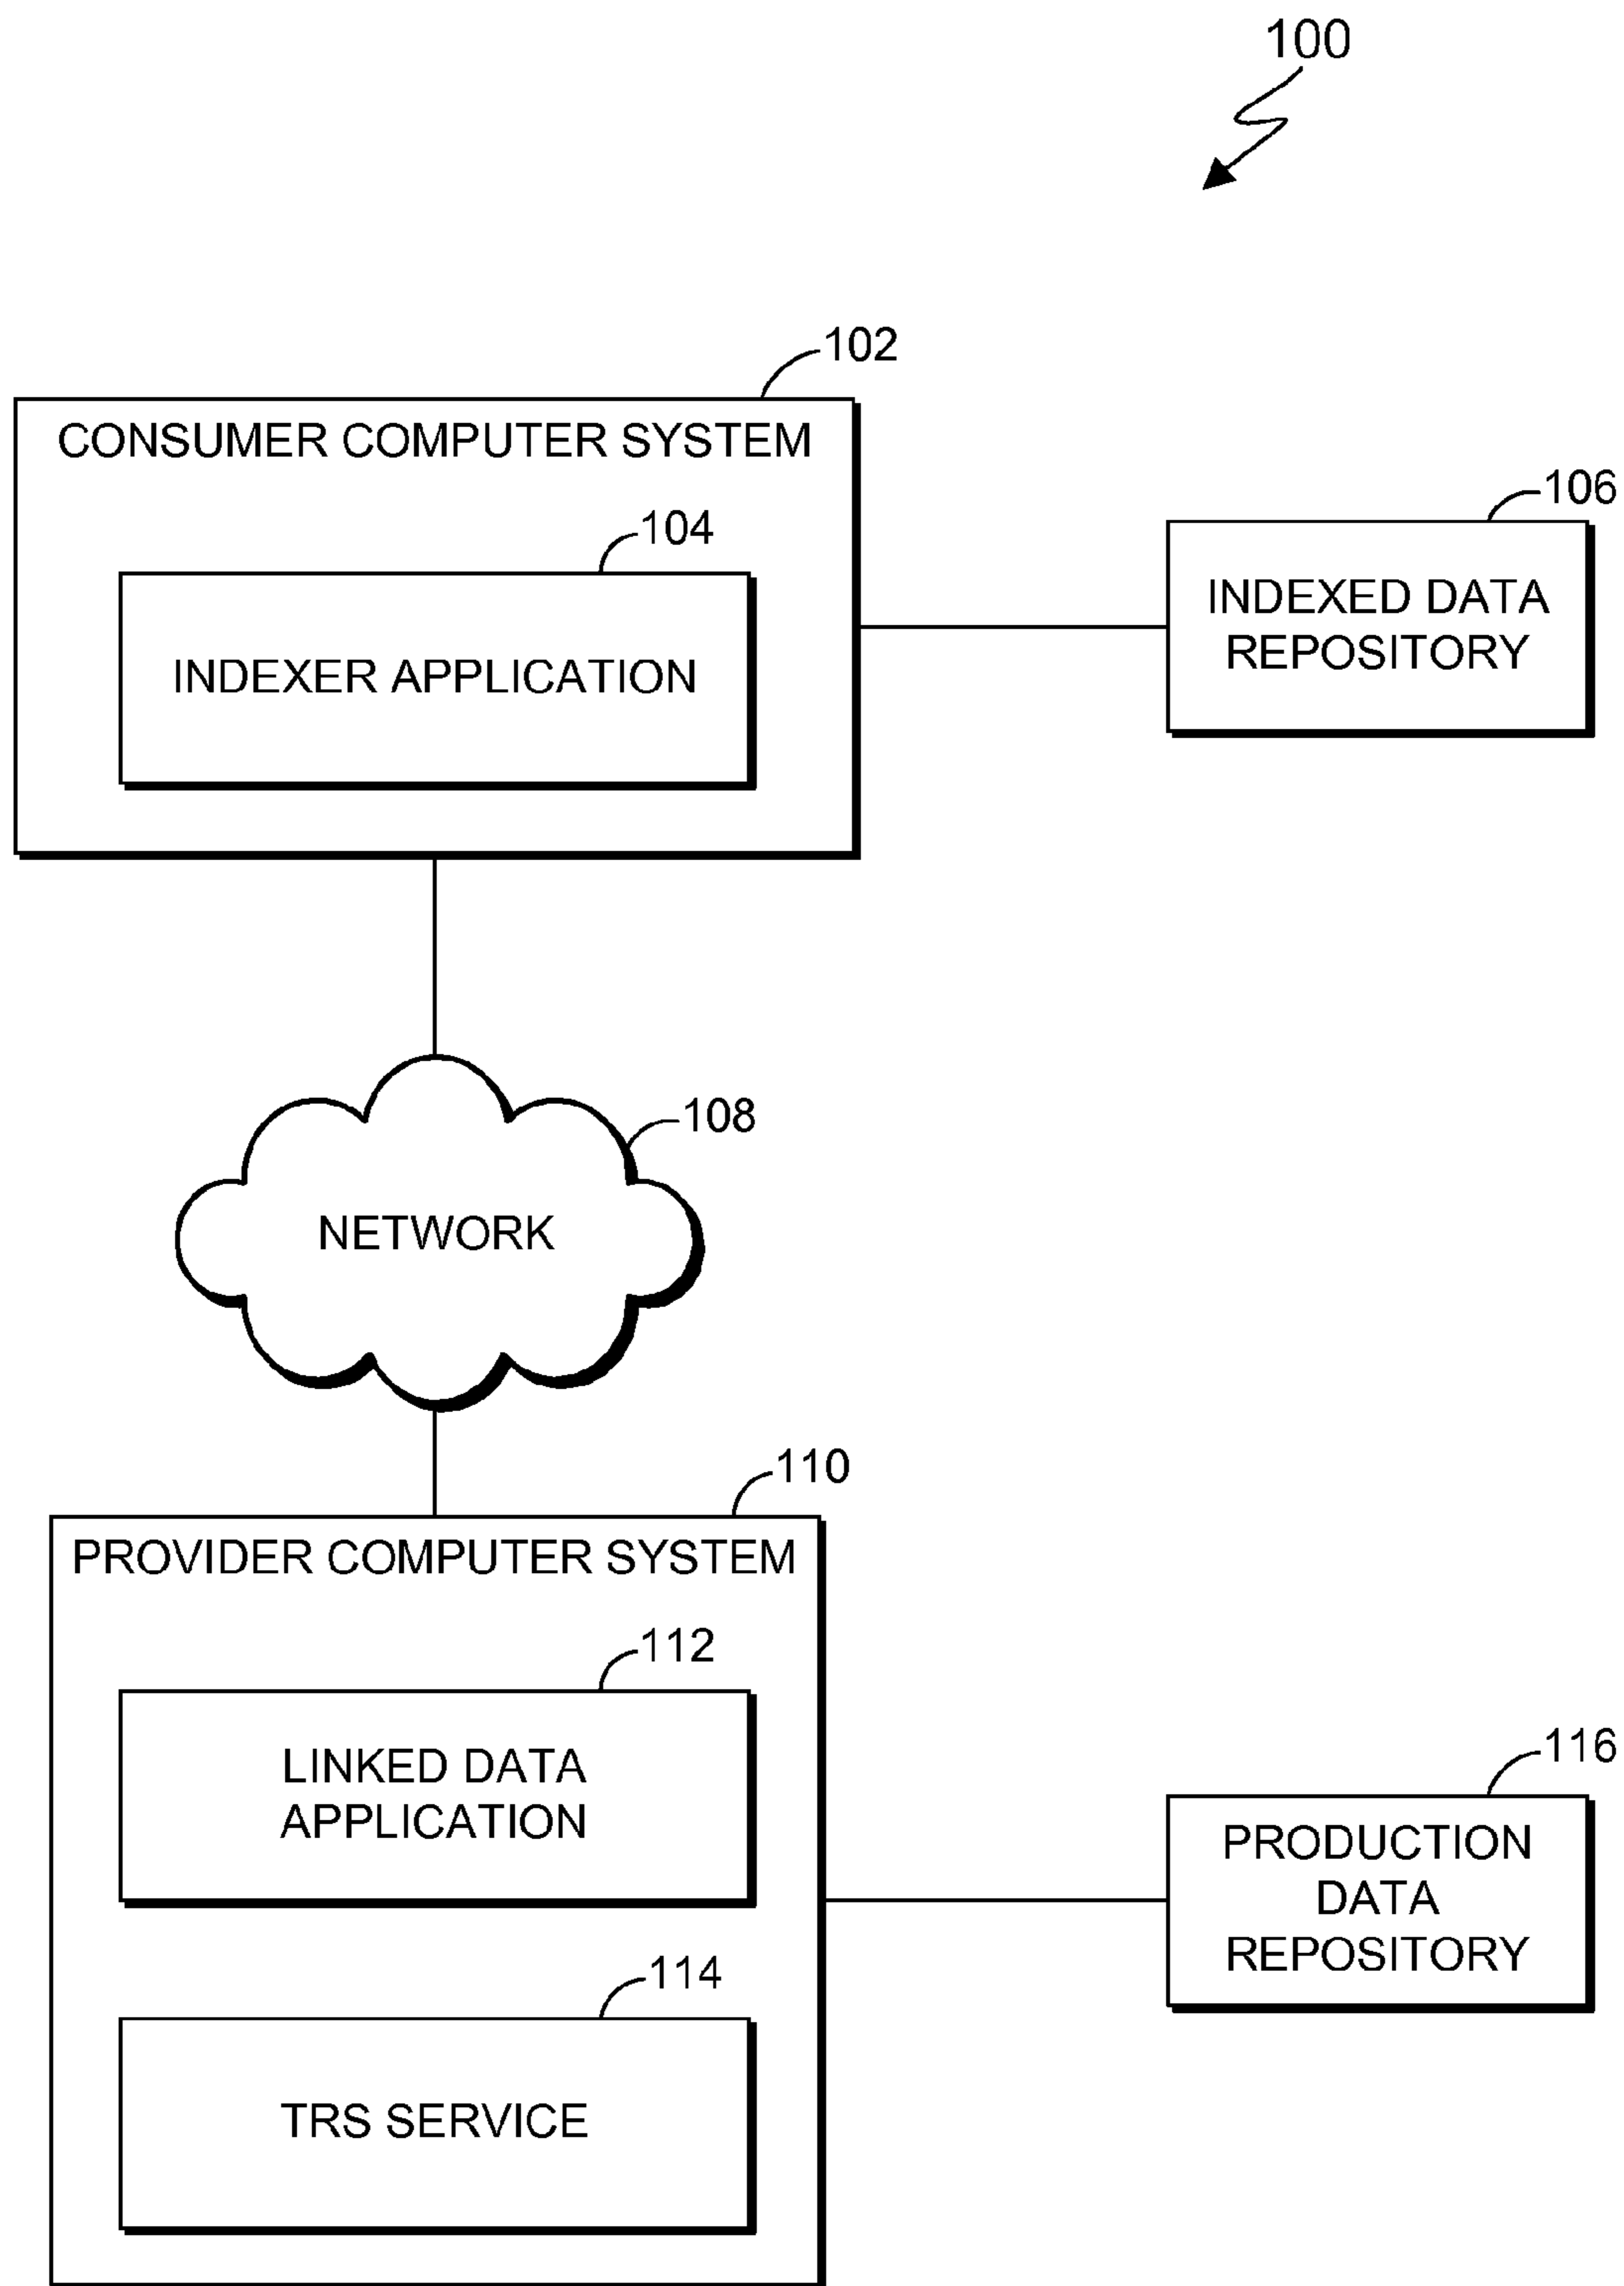 100
102
CONSUMER COMPUTER SYSTEM
104
INDEXER APPLICATION
106
INDEXED DATA
REPOSITORY
108
NETWORK
110
PROVIDER COMPUTER SYSTEM
112
LINKED DATA
APPLICATION
114
TRS SERVICE
116
PRODUCTION
DATA
REPOSITORY